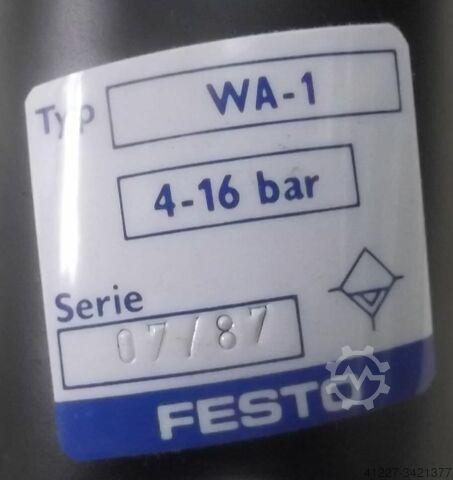 Typ WA-1
4-16 bar
Serie
07/87
FESTO
41227-3421377